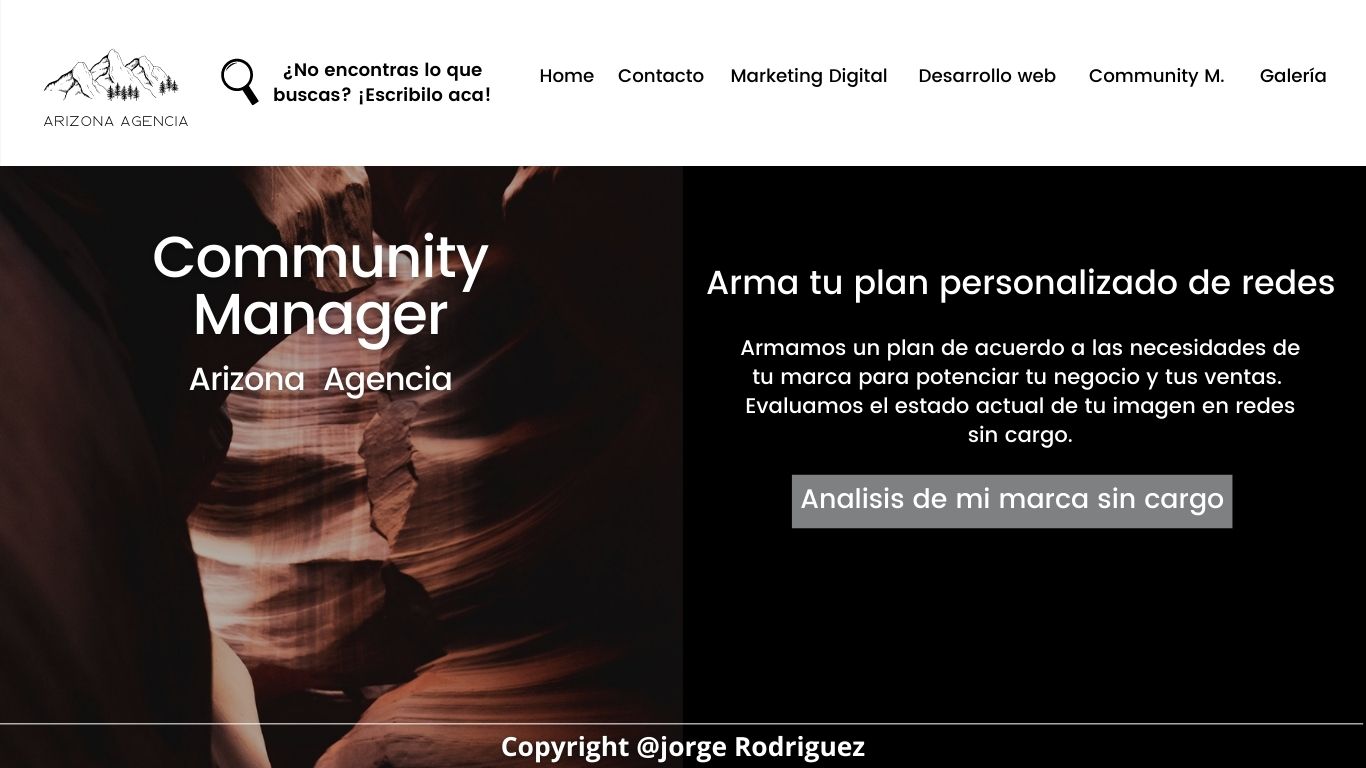 ARIZONA AGENCIA
¿No encontras lo que
buscas? ¡Escribilo aca!
Home Contacto Marketing Digital Desarrollo web Community M. Galería
Community
Manager
Arizona Agencia
Arma tu plan personalizado de redes
Armamos un plan de acuerdo a las necesidades de
tu marca para potenciar tu negocio y tus ventas.
Evaluamos el estado actual de tu imagen en redes
sin cargo.
Analisis de mi marca sin cargo
Copyright @jorge Rodriguez